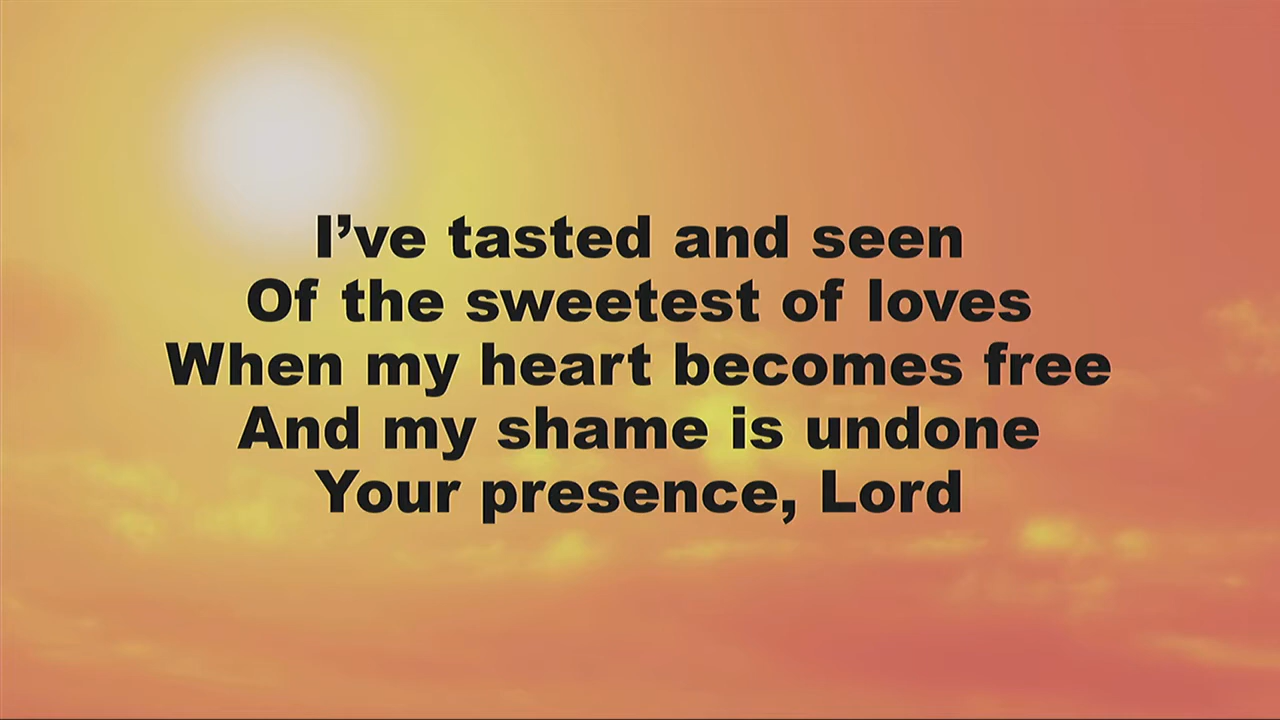 I’ve tasted and seen
Of the sweetest of loves
When my heart becomes free
And my shame is undone
Your presence, Lord